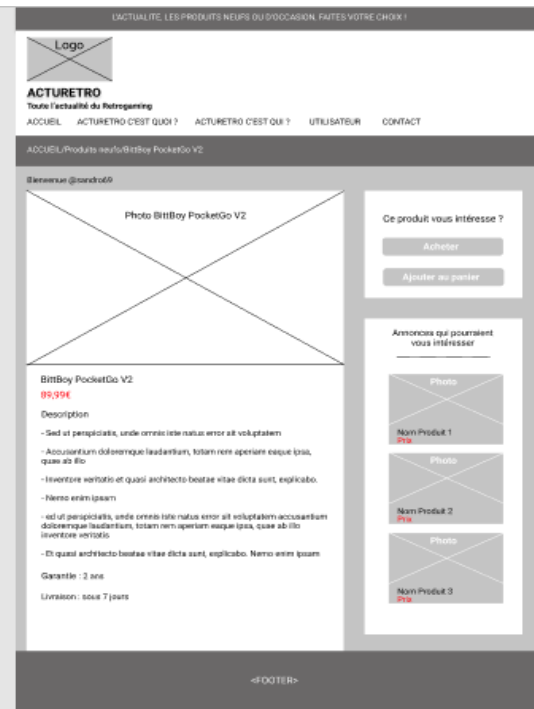 L'ACTUALITE, LES PRODUITS NEUFS OU D'OCCASION, FAITES VOTRE CHOIX !
Logo
ACTURETRO
Toute l'actualité du Retrogaming
ACCUEIL ACTURETRO C'EST QUOI ? ACTURETRO C'EST QUI ? UTILISATEUR CONTACT
ACCUEIL/Produits neufs/BittBoy PocketGo V2
Bienvenue @sandro69
Photo BittBoy PocketGo V2
BittBoy PocketGo V2
89,99€
Description
- Sed ut perspiciatis, unde omnis iste natus error sit voluptatem
- Accusantium doloremque laudantium, totam rem aperiam eaque ipsa,
quae ab illo
- Inventore veritatis et quasi architecto beatae vitae dicta sunt, explicabo.
- Nemo enim ipsam
- ed ut perspiciatis, unde omnis iste natus error sit voluptatem accusantium
doloremque laudantium, totam rem aperiam eaque ipsa, quae ab illo
inventore veritatis
- Et quasi architecto beatae vitae dicta sunt, explicabo. Nemo enim ipsam
Garantie : 2 ans
Livraison : sous 7 jours
Ce produit vous intéresse ?
Acheter
Ajouter au panier
Annonces qui pourraient
vous intéresser
Photo
Nom Produit 1
Prix
Photo
Nom Produit 2
Prix
Photo
Nom Produit 3
Prix
<FOOTER>